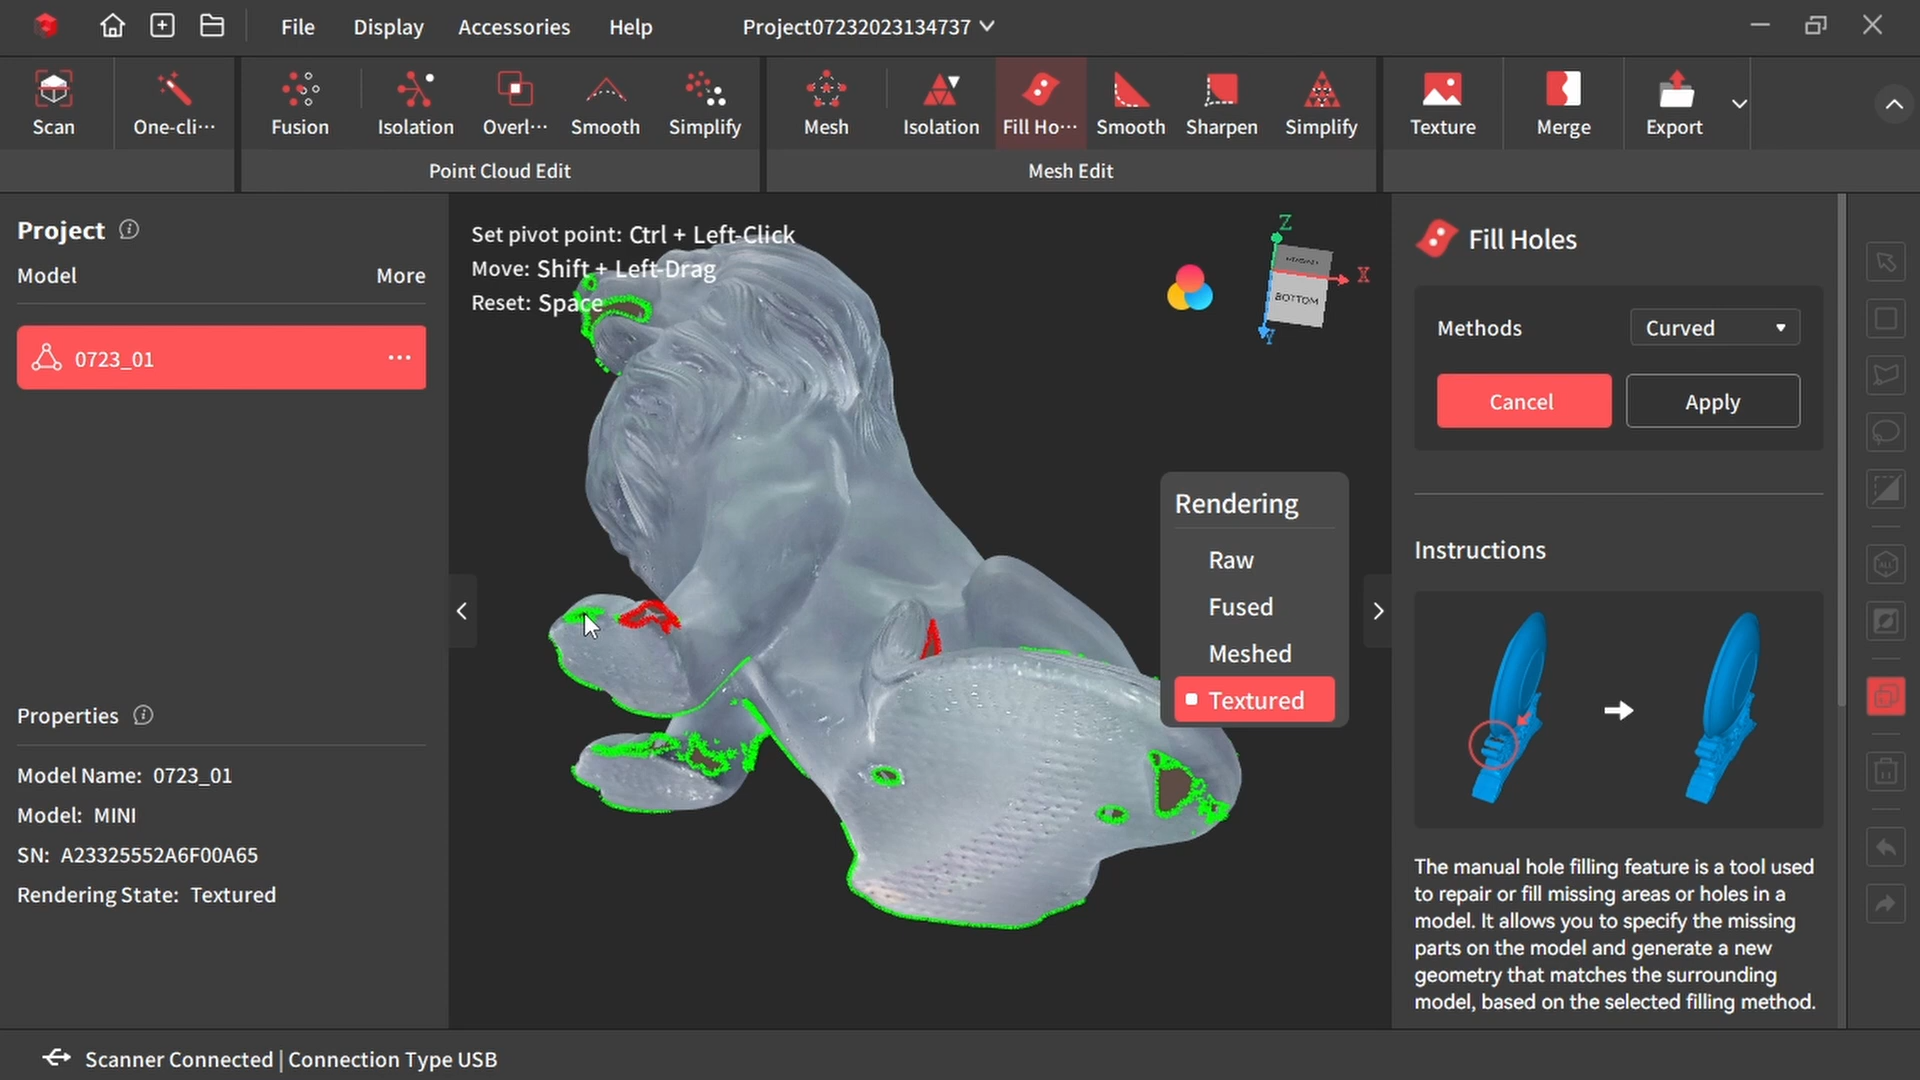 File Display Accessories Help Project07232023134737
Scan One-cli··· Fusion Isolation Overl··· Smooth Simplify Mesh Isolation Fill Ho··· Smooth Sharpen Simplify Texture Merge Export
Point Cloud Edit Mesh Edit
Project
Model More
0723_01 ···
Properties
Model Name: 0723_01
Model: MINI
SN: A23325552A6F00A65
Rendering State: Textured
Set pivot point: Ctrl + Left-Click
Move: Shift + Left-Drag
Reset: Space
Z
X
BOTTOM
Y
Rendering
Raw
Fused
Meshed
Textured
Fill Holes
Methods Curved
Cancel Apply
Instructions
The manual hole filling feature is a tool used
to repair or fill missing areas or holes in a
model. It allows you to specify the missing
parts on the model and generate a new
geometry that matches the surrounding
model, based on the selected filling method.
ALL
Scanner Connected | Connection Type USB